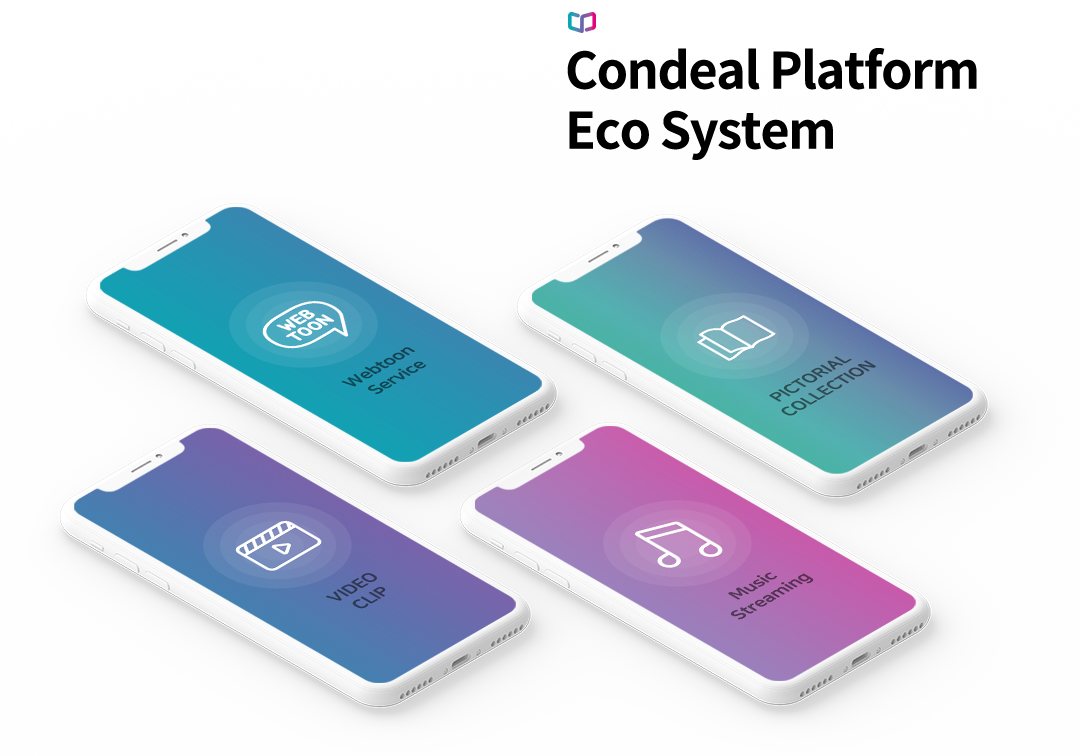 Condeal Platform
Eco System
WEB
TOON
Webtoon
Service
PICTORIAL
COLLECTION
VIDEO
CLIP
Music
Streaming